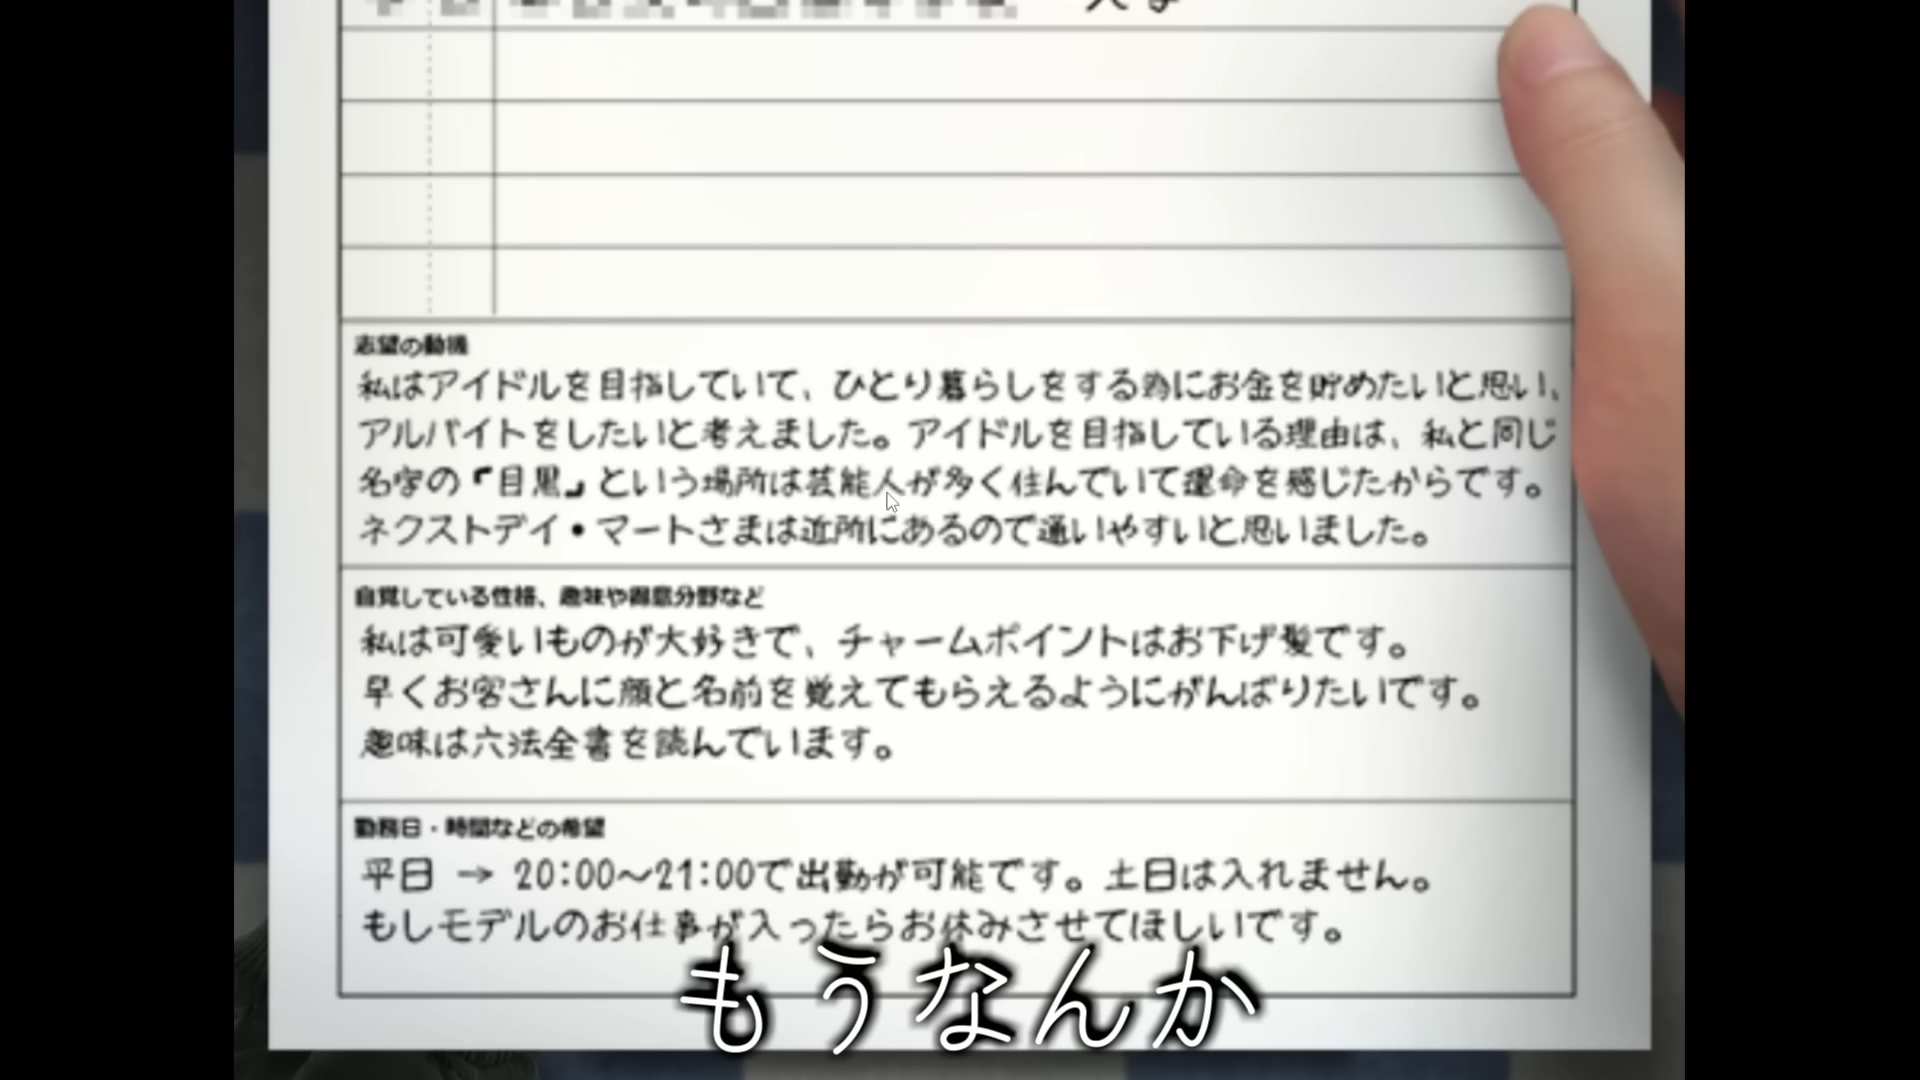 志望の動機
私はアイドルを目指していて、ひとり暮らしをする為にお金を貯めたいと思い、
アルバイトをしたいと考えました。アイドルを目指している理由は、私と同じ
名字の『目黒』という場所は芸能人が多く住んでいて運命を感じたからです。
ネクストデイ・マートさまは近所にあるので通いやすいと思いました。
自覚している性格、趣味や得意分野など
私は可愛いものが大好きで、チャームポイントはお下げ髪です。
早くお客さんに顔と名前を覚えてもらえるようにがんばりたいです。
趣味は六法全書を読んでいます。
勤務日・時間などの希望
平日 → 20:00～21:00で出勤が可能です。土日は入れません。
もしモデルのお仕事が入ったらお休みさせてほしいです。
もうなんか